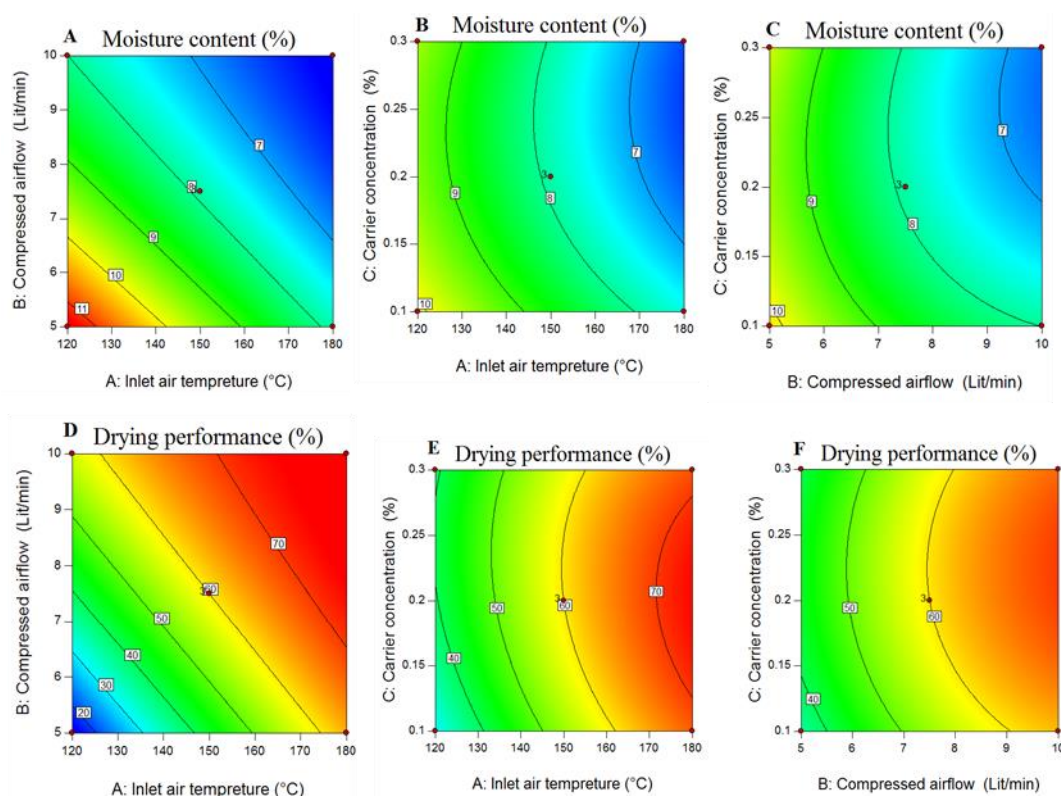 A Moisture content (%)
B: Compressed airflow (Lit/min)
10
9
8
7
6
5
7
8
3
9
10
11
120 130 140 150 160 170 180
A: Inlet air tempreture (°C)
B Moisture content (%)
C: Carrier concentration (%)
0.3
0.25
0.2
0.15
0.1
7
3
9
8
10
120 130 140 150 160 170 180
A: Inlet air tempreture (°C)
C Moisture content (%)
C: Carrier concentration (%)
0.3
0.25
0.2
0.15
0.1
7
3
9
8
10
5 6 7 8 9 10
B: Compressed airflow (Lit/min)
D Drying performance (%)
B: Compressed airflow (Lit/min)
10
9
8
7
6
5
70
3
60
50
40
30
20
120 130 140 150 160 170 180
A: Inlet air tempreture (°C)
E Drying performance (%)
C: Carrier concentration (%)
0.3
0.25
0.2
0.15
0.1
3
70
50
60
40
120 130 140 150 160 170 180
A: Inlet air tempreture (°C)
F Drying performance (%)
C: Carrier concentration (%)
0.3
0.25
0.2
0.15
0.1
3
50
60
40
5 6 7 8 9 10
B: Compressed airflow (Lit/min)